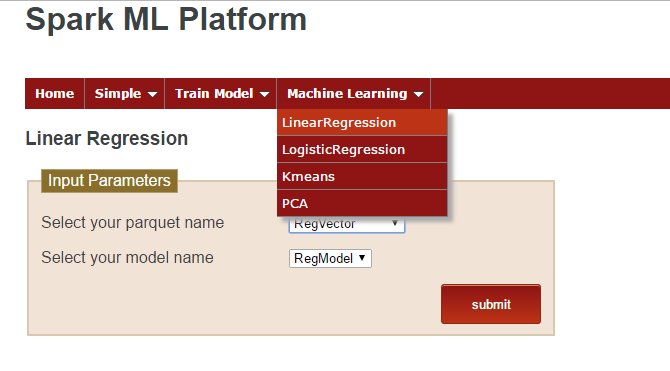 Spark ML Platform
Home Simple Train Model Machine Learning
LinearRegression
LogisticRegression
Kmeans
PCA
Linear Regression
Input Parameters
Select your parquet name RegVector
Select your model name RegModel
submit